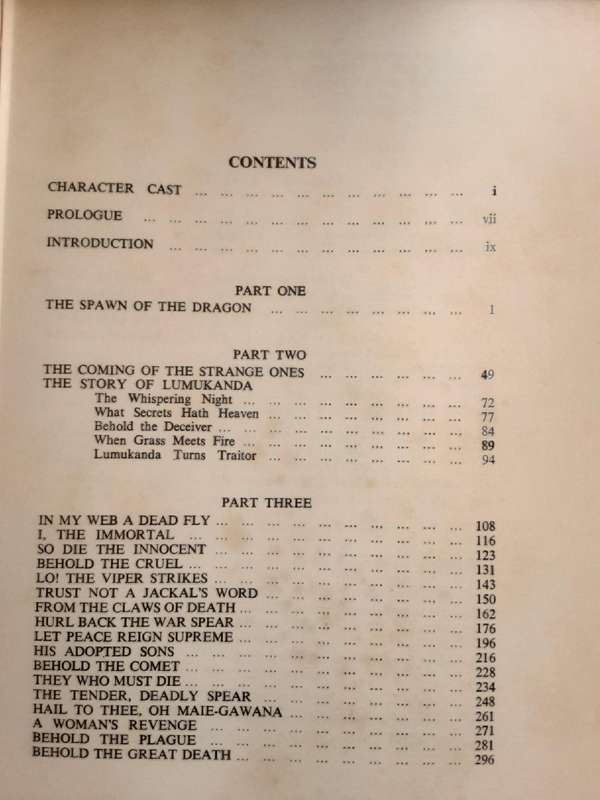 CONTENTS
CHARACTER CAST ... ... ... ... ... ... ... ... ... ... ... i
PROLOGUE ... ... ... ... ... ... ... ... ... ... ... ... ... vii
INTRODUCTION ... ... ... ... ... ... ... ... ... ... ... ... ix
PART ONE
THE SPAWN OF THE DRAGON ... ... ... ... ... ... ... ... 1
PART TWO
THE COMING OF THE STRANGE ONES ... ... ... ... ... ... ... 49
THE STORY OF LUMUKANDA
The Whispering Night ... ... ... ... ... ... ... ... ... 72
What Secrets Hath Heaven ... ... ... ... ... ... ... ... 77
Behold the Deceiver ... ... ... ... ... ... ... ... ... ... 84
When Grass Meets Fire ... ... ... ... ... ... ... ... ... 89
Lumukanda Turns Traitor ... ... ... ... ... ... ... ... 94
PART THREE
IN MY WEB A DEAD FLY ... ... ... ... ... ... ... ... ... ... 108
I, THE IMMORTAL ... ... ... ... ... ... ... ... ... ... ... 116
SO DIE THE INNOCENT ... ... ... ... ... ... ... ... ... ... 123
BEHOLD THE CRUEL ... ... ... ... ... ... ... ... ... ... ... 131
LO! THE VIPER STRIKES ... ... ... ... ... ... ... ... ... ... 143
TRUST NOT A JACKAL'S WORD ... ... ... ... ... ... ... ... 150
FROM THE CLAWS OF DEATH ... ... ... ... ... ... ... ... ... 162
HURL BACK THE WAR SPEAR ... ... ... ... ... ... ... ... ... 176
LET PEACE REIGN SUPREME ... ... ... ... ... ... ... ... ... 196
HIS ADOPTED SONS ... ... ... ... ... ... ... ... ... ... ... 216
BEHOLD THE COMET ... ... ... ... ... ... ... ... ... ... ... 228
THEY WHO MUST DIE ... ... ... ... ... ... ... ... ... ... ... 234
THE TENDER, DEADLY SPEAR ... ... ... ... ... ... ... ... 248
HAIL TO THEE, OH MAIE-GAWANA ... ... ... ... ... ... ... 261
A WOMAN'S REVENGE ... ... ... ... ... ... ... ... ... ... 271
BEHOLD THE PLAGUE ... ... ... ... ... ... ... ... ... ... 281
BEHOLD THE GREAT DEATH ... ... ... ... ... ... ... ... ... 296